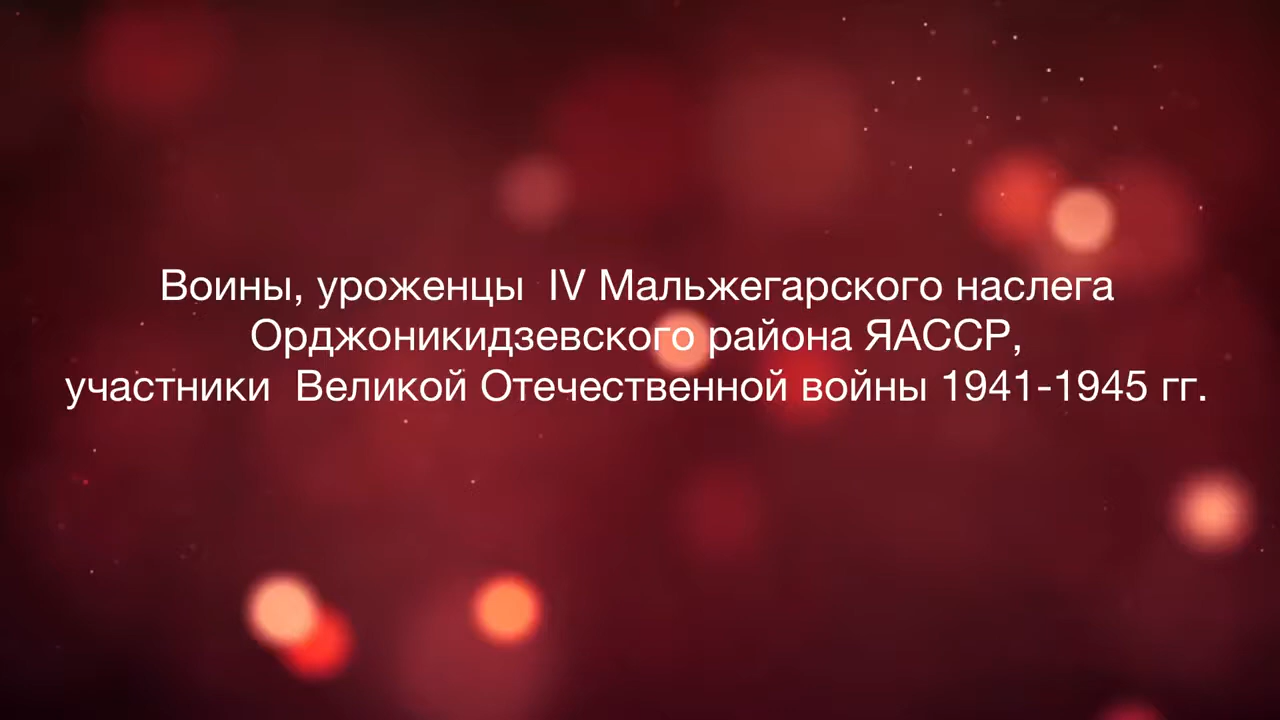 Воины, уроженцы  IV Мальжегарского наслега
Орджоникидзевского района ЯАССР,
участники  Великой Отечественной войны 1941-1945 гг.